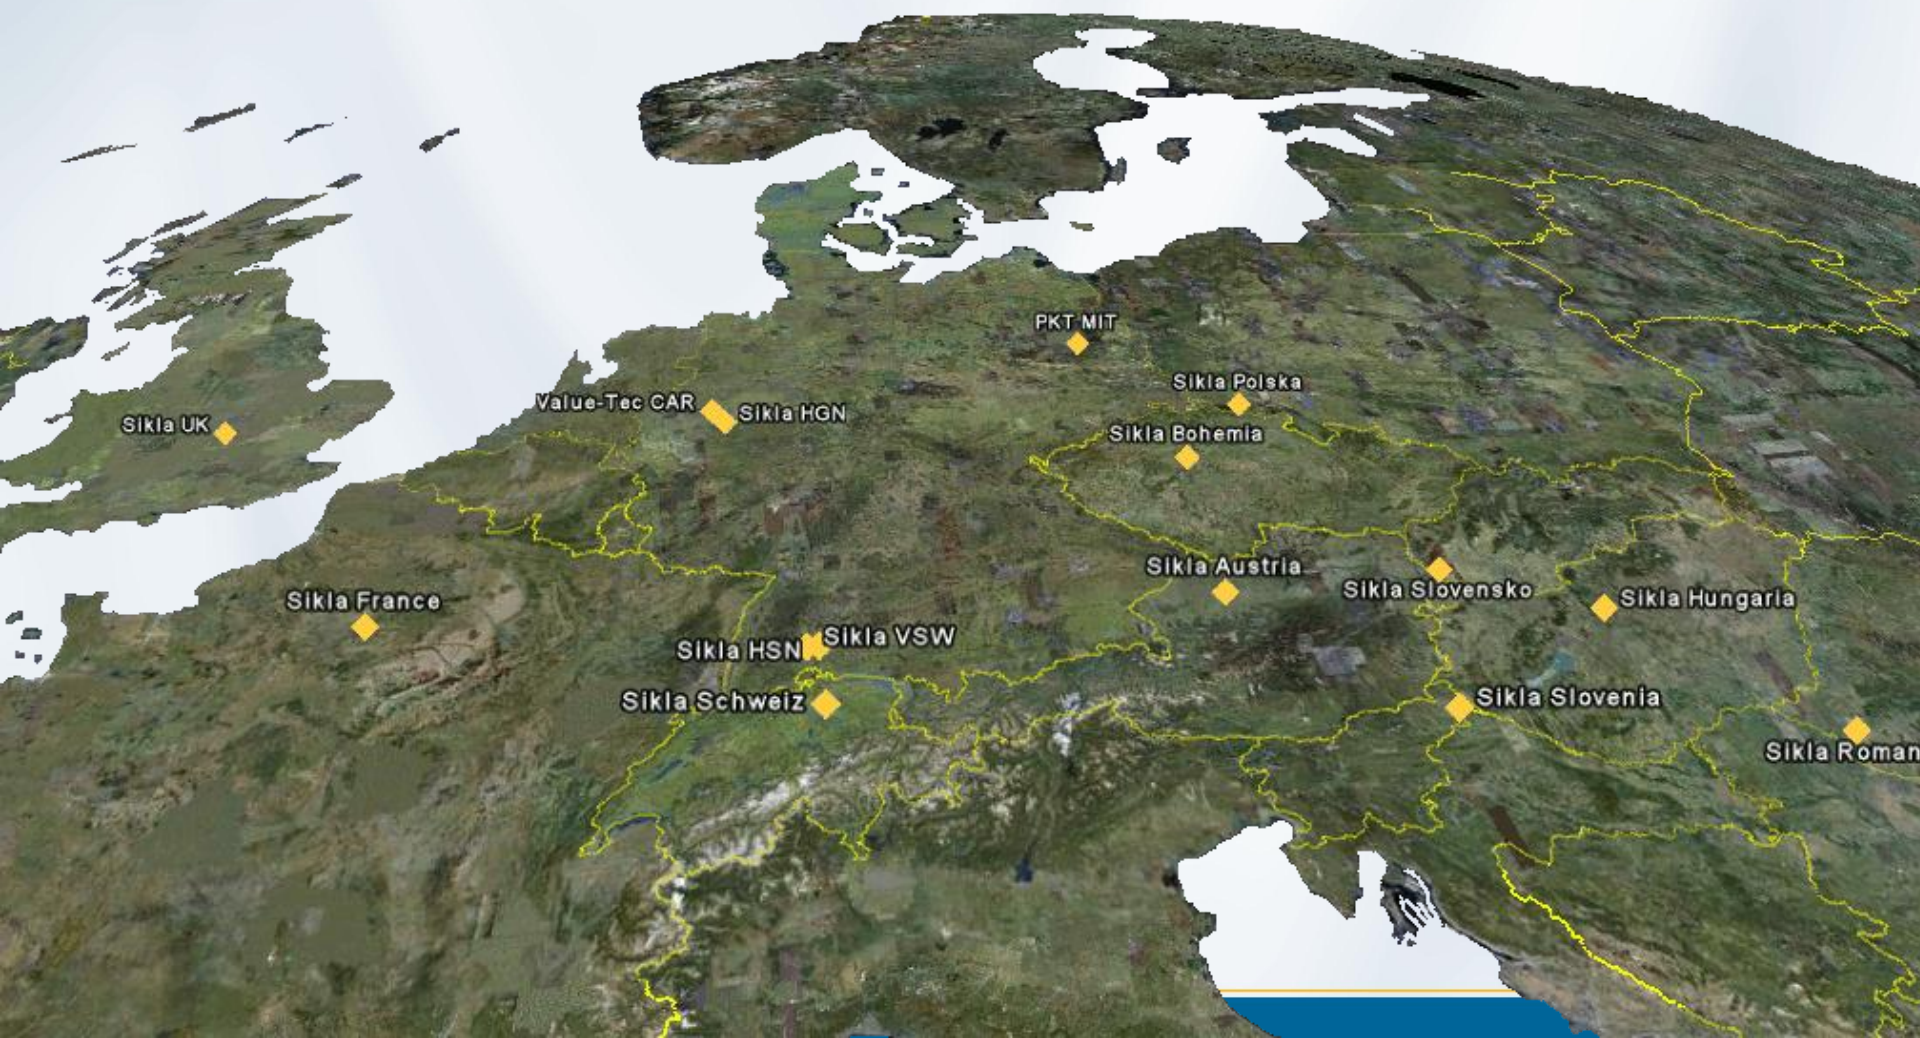 PKT MIT
Sikla Polska
Value-Tec CAR
Sikla HGN
Sikla UK
Sikla Bohemia
Sikla Austria
Sikla Slovensko
Sikla Hungaria
Sikla France
Sikla HSN
Sikla VSW
Sikla Schweiz
Sikla Slovenia
Sikla Roman